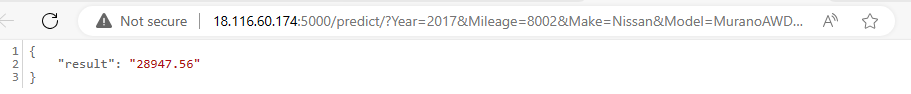 Not secure 18.116.60.174:5000/predict/?Year=2017&Mileage=8002&Make=Nissan&Model=MuranoAWD... A
1 {
2 "result": "28947.56"
3 }